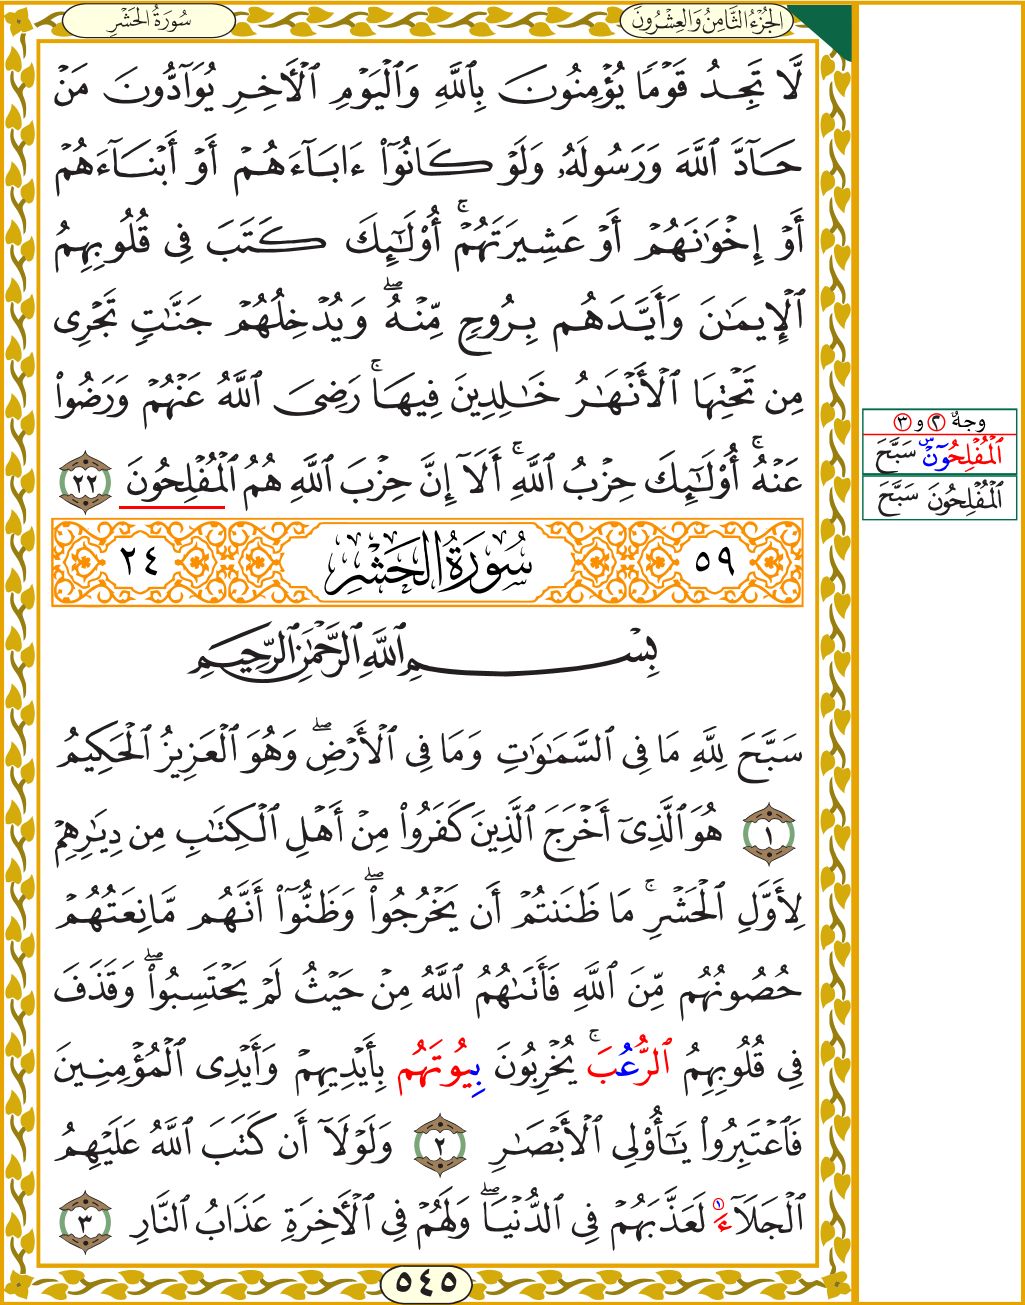 سُورَةُ الحَشْرِ
الجُزْءُ الثَّامِنُ وَالعِشْرُونَ
لَّا تَجِدُ قَوۡمٗا يُؤۡمِنُونَ بِٱللَّهِ وَٱلۡيَوۡمِ ٱلۡأٓخِرِ يُوَآدُّونَ مَنۡ
حَآدَّ ٱللَّهَ وَرَسُولَهُۥ وَلَوۡ كَانُوٓاْ ءَابَآءَهُمۡ أَوۡ أَبۡنَآءَهُمۡ
أَوۡ إِخۡوَٰنَهُمۡ أَوۡ عَشِيرَتَهُمۡۚ أُوْلَٰٓئِكَ كَتَبَ فِي قُلُوبِهِمُ
ٱلۡإِيمَٰنَ وَأَيَّدَهُم بِرُوحٖ مِّنۡهُۖ وَيُدۡخِلُهُمۡ جَنَّٰتٖ تَجۡرِي
مِن تَحۡتِهَا ٱلۡأَنۡهَٰرُ خَٰلِدِينَ فِيهَاۚ رَضِيَ ٱللَّهُ عَنۡهُمۡ وَرَضُواْ
عَنۡهُۚ أُوْلَٰٓئِكَ حِزۡبُ ٱللَّهِۚ أَلَآ إِنَّ حِزۡبَ ٱللَّهِ هُمُ ٱلۡمُفۡلِحُونَ ٢٢
٥٩ سُورَةُ الحَشْرِ ٢٤
بِسۡمِ ٱللَّهِ ٱلرَّحۡمَٰنِ ٱلرَّحِيمِ
سَبَّحَ لِلَّهِ مَا فِي ٱلسَّمَٰوَٰتِ وَمَا فِي ٱلۡأَرۡضِۖ وَهُوَ ٱلۡعَزِيزُ ٱلۡحَكِيمُ
١ هُوَ ٱلَّذِيٓ أَخۡرَجَ ٱلَّذِينَ كَفَرُواْ مِنۡ أَهۡلِ ٱلۡكِتَٰبِ مِن دِيَٰرِهِمۡ
لِأَوَّلِ ٱلۡحَشۡرِۚ مَا ظَنَنتُمۡ أَن يَخۡرُجُواْۖ وَظَنُّوٓاْ أَنَّهُم مَّانِعَتُهُمۡ
حُصُونُهُم مِّنَ ٱللَّهِ فَأَتَىٰهُمُ ٱللَّهُ مِنۡ حَيۡثُ لَمۡ يَحۡتَسِبُواْۖ وَقَذَفَ
فِي قُلُوبِهِمُ ٱلرُّعُبَۚ يُخۡرِبُونَ بِيُوتَهُم بِأَيۡدِيهِمۡ وَأَيۡدِي ٱلۡمُؤۡمِنِينَ
فَٱعۡتَبِرُواْ يَٰٓأُوْلِي ٱلۡأَبۡصَٰرِ ٢ وَلَوۡلَآ أَن كَتَبَ ٱللَّهُ عَلَيۡهِمُ
ٱلۡجَلَآءَ ١ لَعَذَّبَهُمۡ فِي ٱلدُّنۡيَاۖ وَلَهُمۡ فِي ٱلۡأٓخِرَةِ عَذَابُ ٱلنَّارِ ٣
٥٤٥
وجهٌ ٢ و ٣
ٱلۡمُفۡلِحُونَ س سَبَّحَ
ٱلۡمُفۡلِحُونَ سَبَّحَ